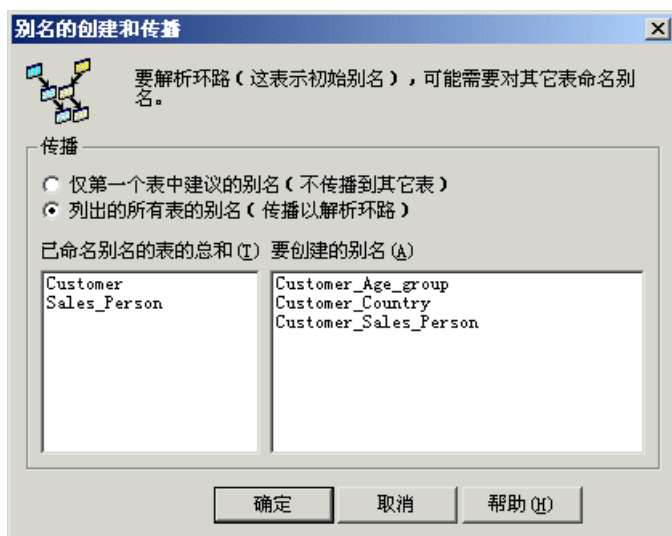 别名的创建和传播
要解析环路(这表示初始别名),可能需要对其它表命名别
名。
传播
仅第一个表中建议的别名(不传播到其它表)
列出的所有表的别名(传播以解析环路)
已命名别名的表的总和(T) 要创建的别名(A)
Customer
Sales_Person
Customer_Age_group
Customer_Country
Customer_Sales_Person
确定 取消 帮助(H)